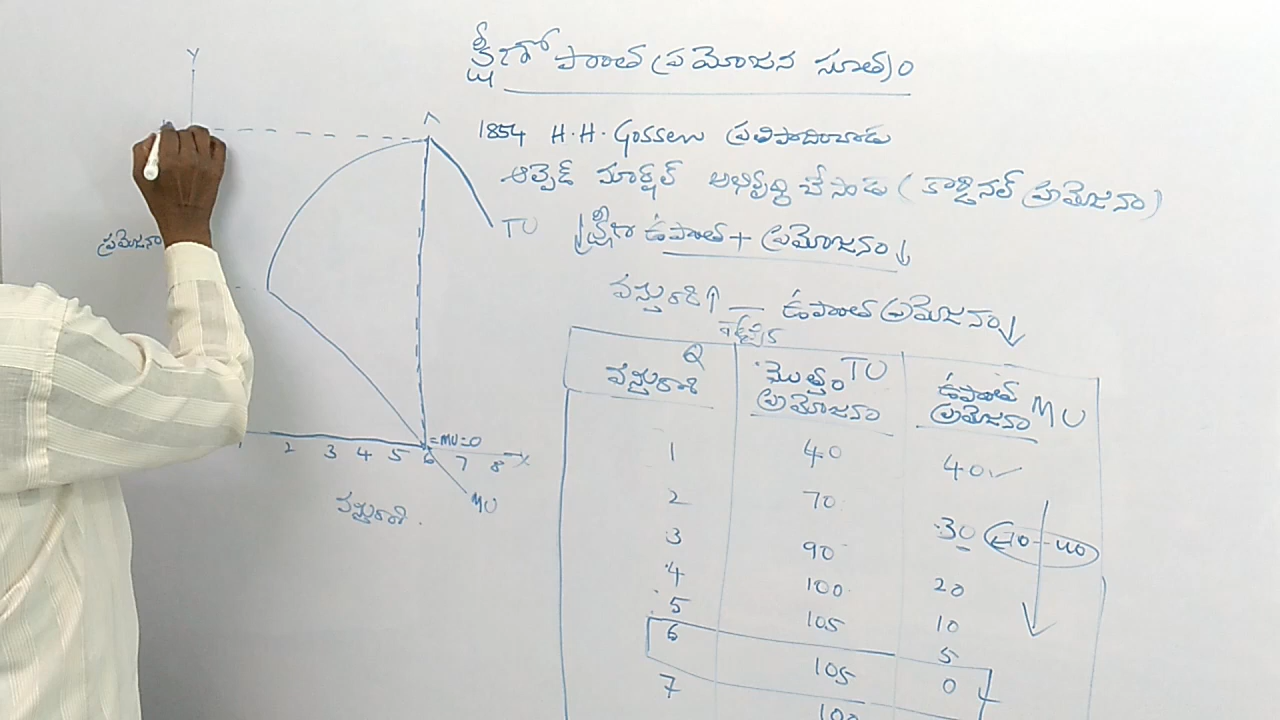 క్షీణోపాంత ప్రయోజన సూత్రం
1854 H.H. Gossens ప్రతిపాదించాడు
ఆల్ఫ్రెడ్ మార్షల్ అభివృద్ధి చేసాడు (కార్డినల్ ప్రయోజనం)
↓క్షీణ ఉపాంత + ప్రయోజనం↓
వస్తురాశి↑ — ఉపాంత ప్రయోజనం↓
Y
A
TU
ప్రయోజనం
=MU=0
2 3 4 5 6 7 8 X
MU
వస్తురాశి
Q వస్తురాశి మొత్తం TU ప్రయోజనం ఉపాంత ప్రయోజనం MU
1 40 40
2 70 30
3 90 20
4 100 10
5 105 5
6 105 0
7 100